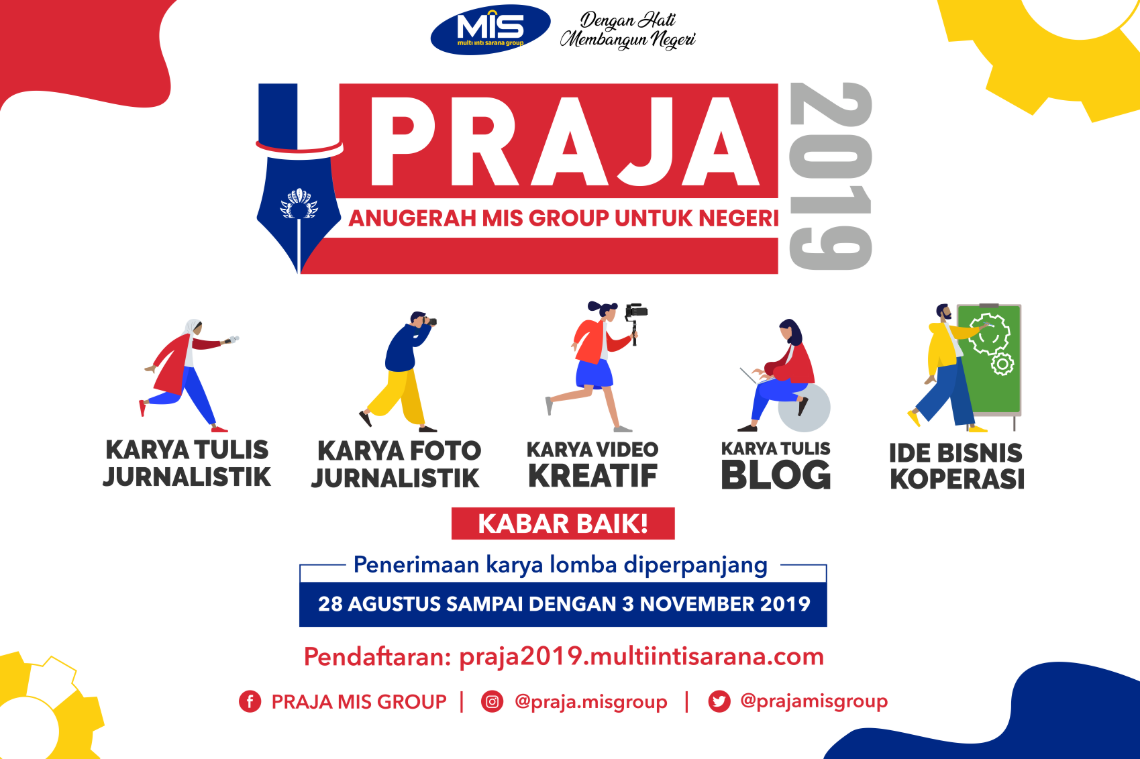 MIS
multi inti sarana group
Dengan Hati
Membangun Negeri
PRAJA
2019
ANUGERAH MIS GROUP UNTUK NEGERI
KARYA TULIS
JURNALISTIK
KARYA FOTO
JURNALISTIK
KARYA VIDEO
KREATIF
KARYA TULIS
BLOG
IDE BISNIS
KOPERASI
KABAR BAIK!
Penerimaan karya lomba diperpanjang
28 AGUSTUS SAMPAI DENGAN 3 NOVEMBER 2019
Pendaftaran: praja2019.multiintisarana.com
PRAJA MIS GROUP | @praja.misgroup | @prajamisgroup